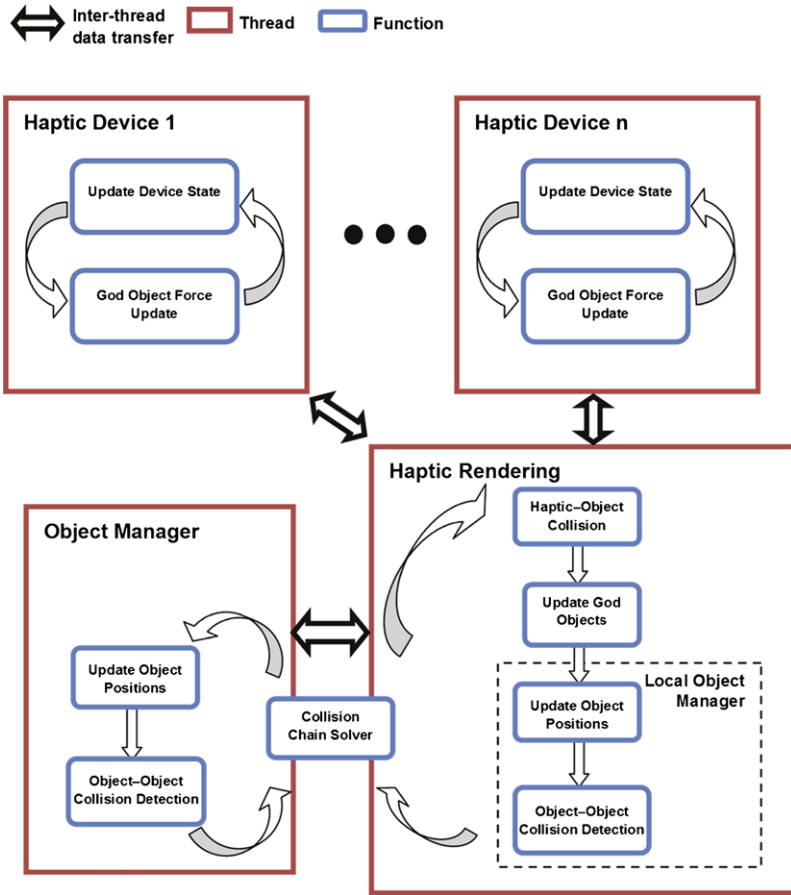 Inter-thread
data transfer
Thread
Function
Haptic Device 1
Update Device State
God Object Force
Update
Haptic Device n
Update Device State
God Object Force
Update
Haptic Rendering
Haptic–Object
Collision
Update God
Objects
Local Object
Manager
Update Object
Positions
Object–Object
Collision Detection
Object Manager
Update Object
Positions
Object–Object
Collision Detection
Collision
Chain Solver